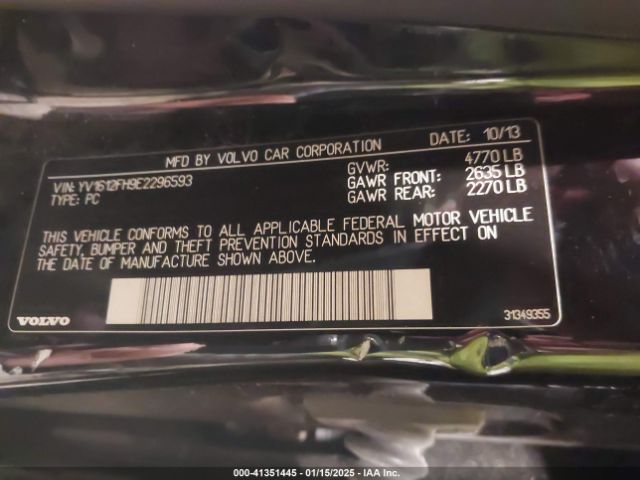 MFD BY VOLVO CAR CORPORATION DATE: 10/13
VIN: YV1612FH9E2296593 GVWR: 4770 LB
TYPE: PC GAWR FRONT: 2635 LB
GAWR REAR: 2270 LB
THIS VEHICLE CONFORMS TO ALL APPLICABLE FEDERAL MOTOR VEHICLE
SAFETY, BUMPER AND THEFT PREVENTION STANDARDS IN EFFECT ON
THE DATE OF MANUFACTURE SHOWN ABOVE.
VOLVO 31349355
000-41351445 - 01/15/2025 - IAA Inc.